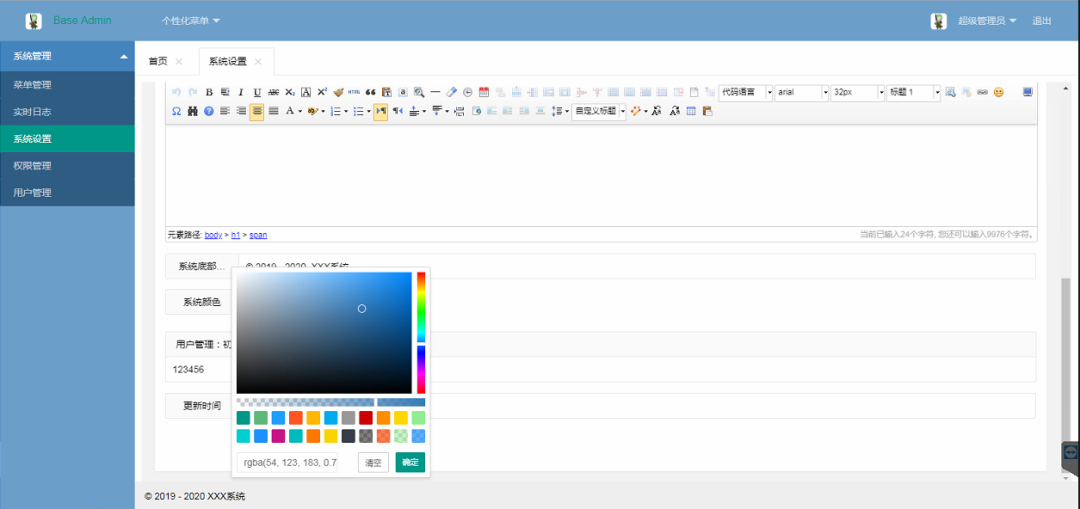 Base Admin
个性化菜单
超级管理员
退出
系统管理
首页
系统设置
菜单管理
实时日志
系统设置
权限管理
用户管理
代码语言
arial
32px
标题 1
自定义标题
元素路径: body > h1 > span
当前已输入24个字符, 您还可以输入9976个字符。
系统底部...
© 2019 - 2020 XXX系统
系统颜色
用户管理：初
123456
更新时间
rgba(54, 123, 183, 0.7
清空
确定
© 2019 - 2020 XXX系统